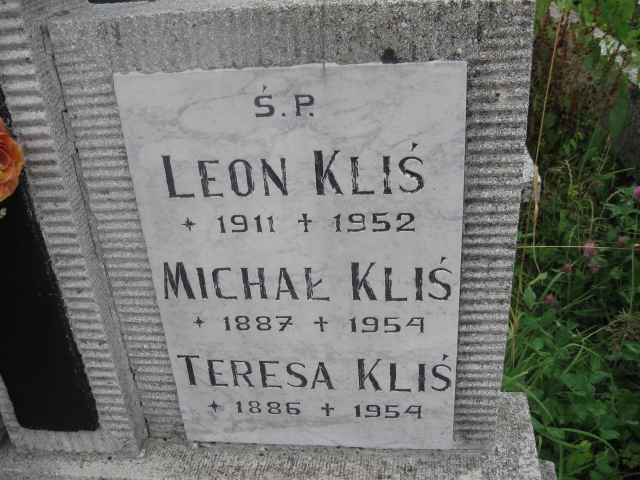 Ś.P.
LEON KLIŚ
* 1911 † 1952
MICHAŁ KLIŚ
* 1887 † 1954
TERESA KLIŚ
* 1886 † 1954